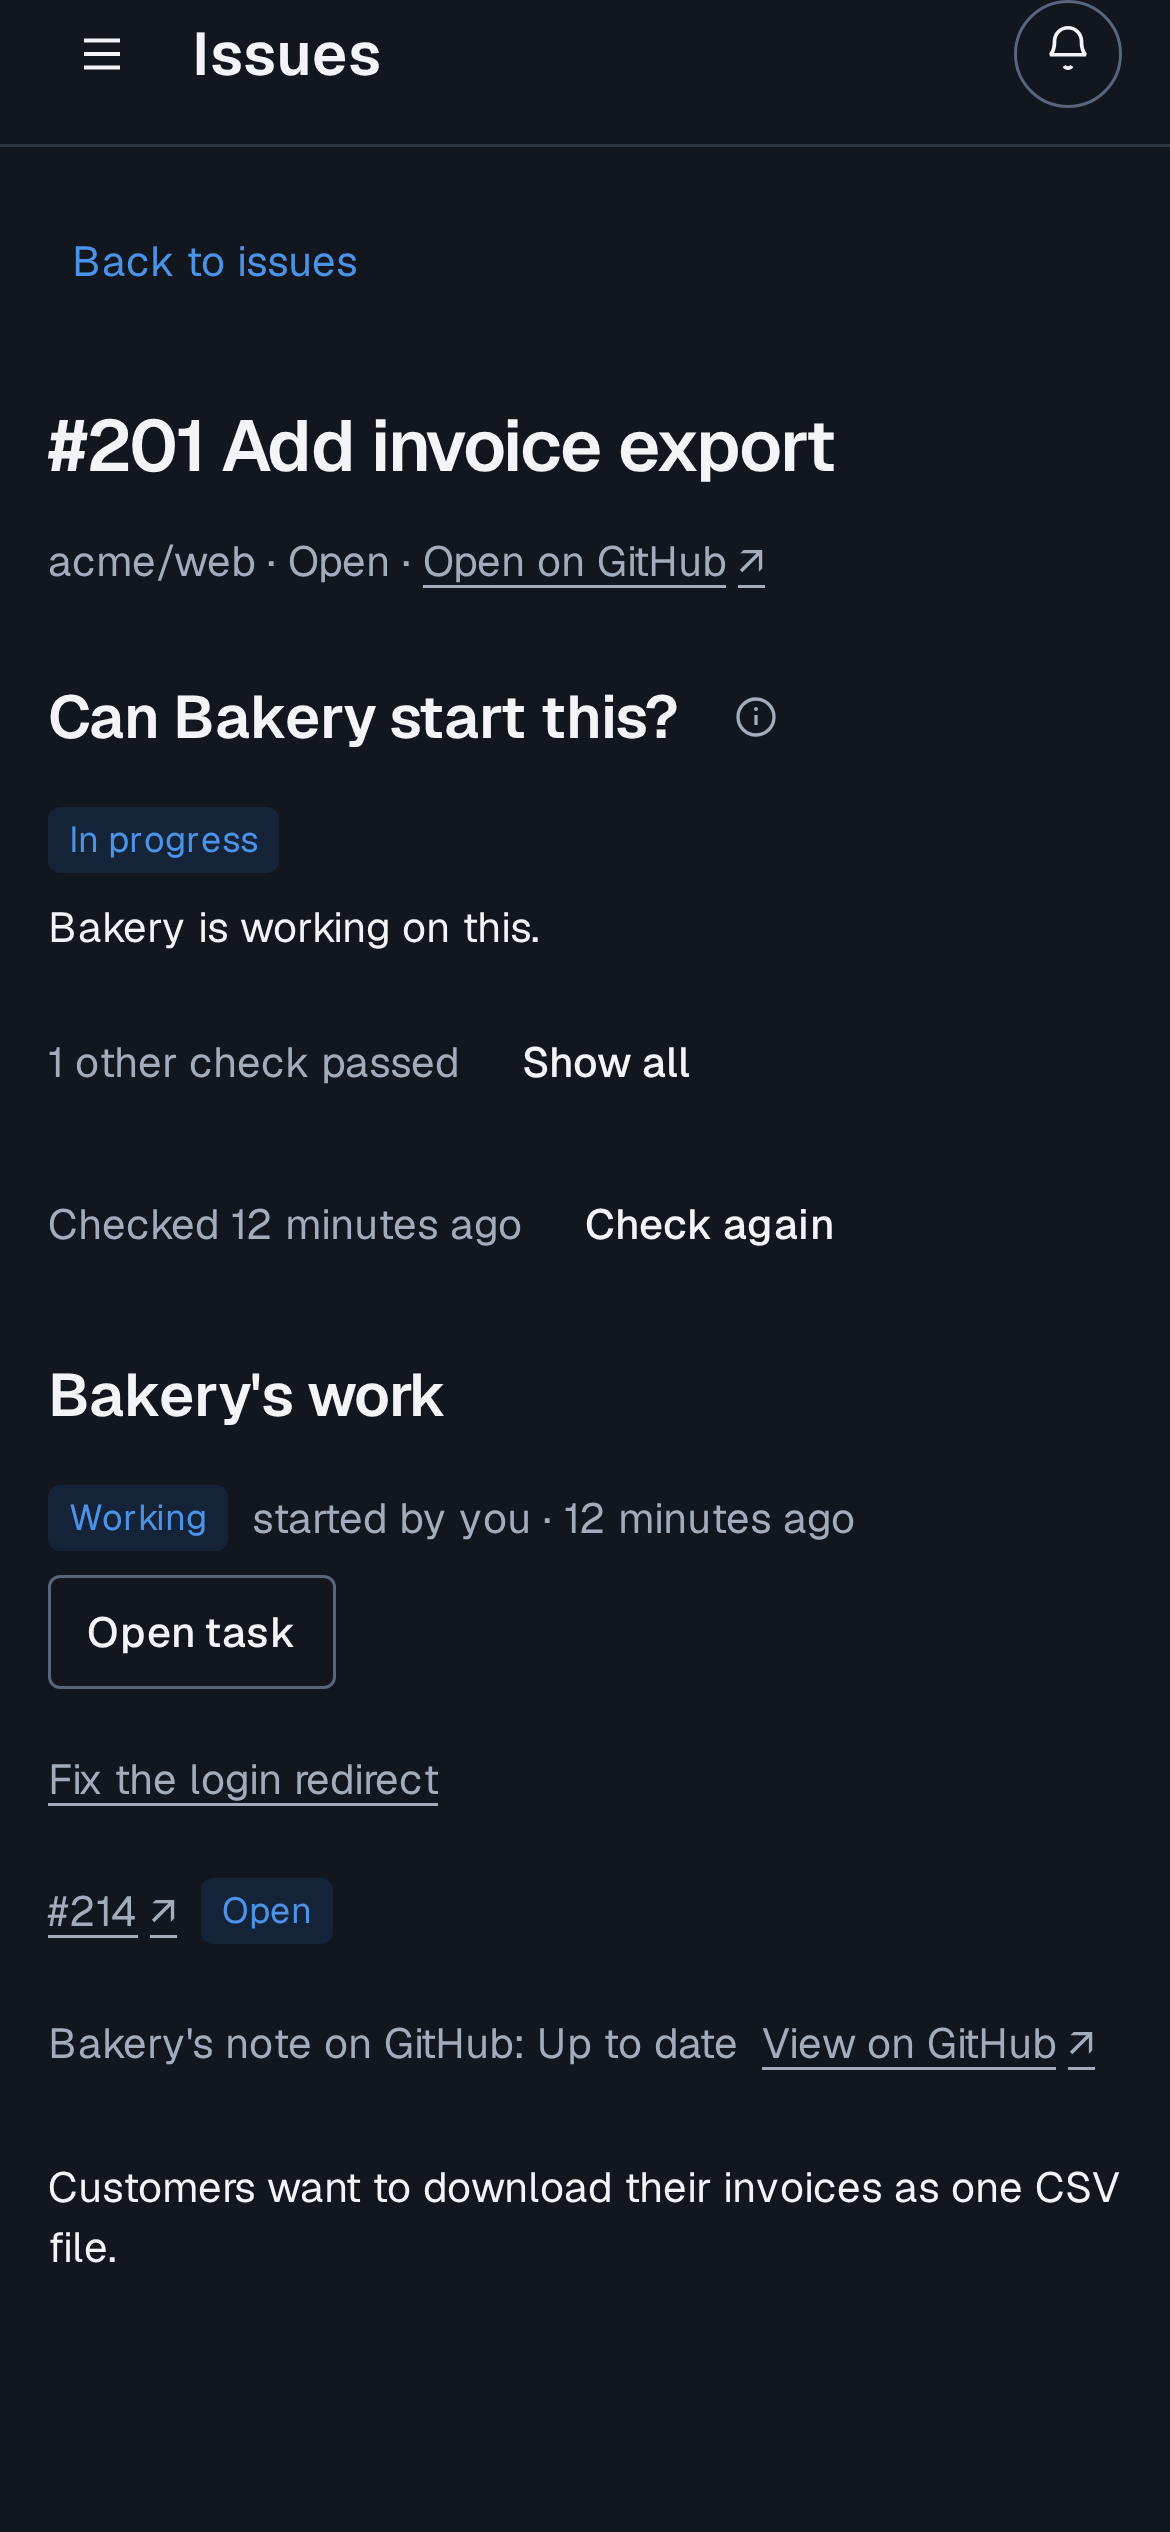 Issues
Back to issues
#201 Add invoice export
acme/web · Open · Open on GitHub ↗
Can Bakery start this?
In progress
Bakery is working on this.
1 other check passed Show all
Checked 12 minutes ago Check again
Bakery's work
Working started by you · 12 minutes ago
Open task
Fix the login redirect
#214 ↗ Open
Bakery's note on GitHub: Up to date View on GitHub ↗
Customers want to download their invoices as one CSV
file.